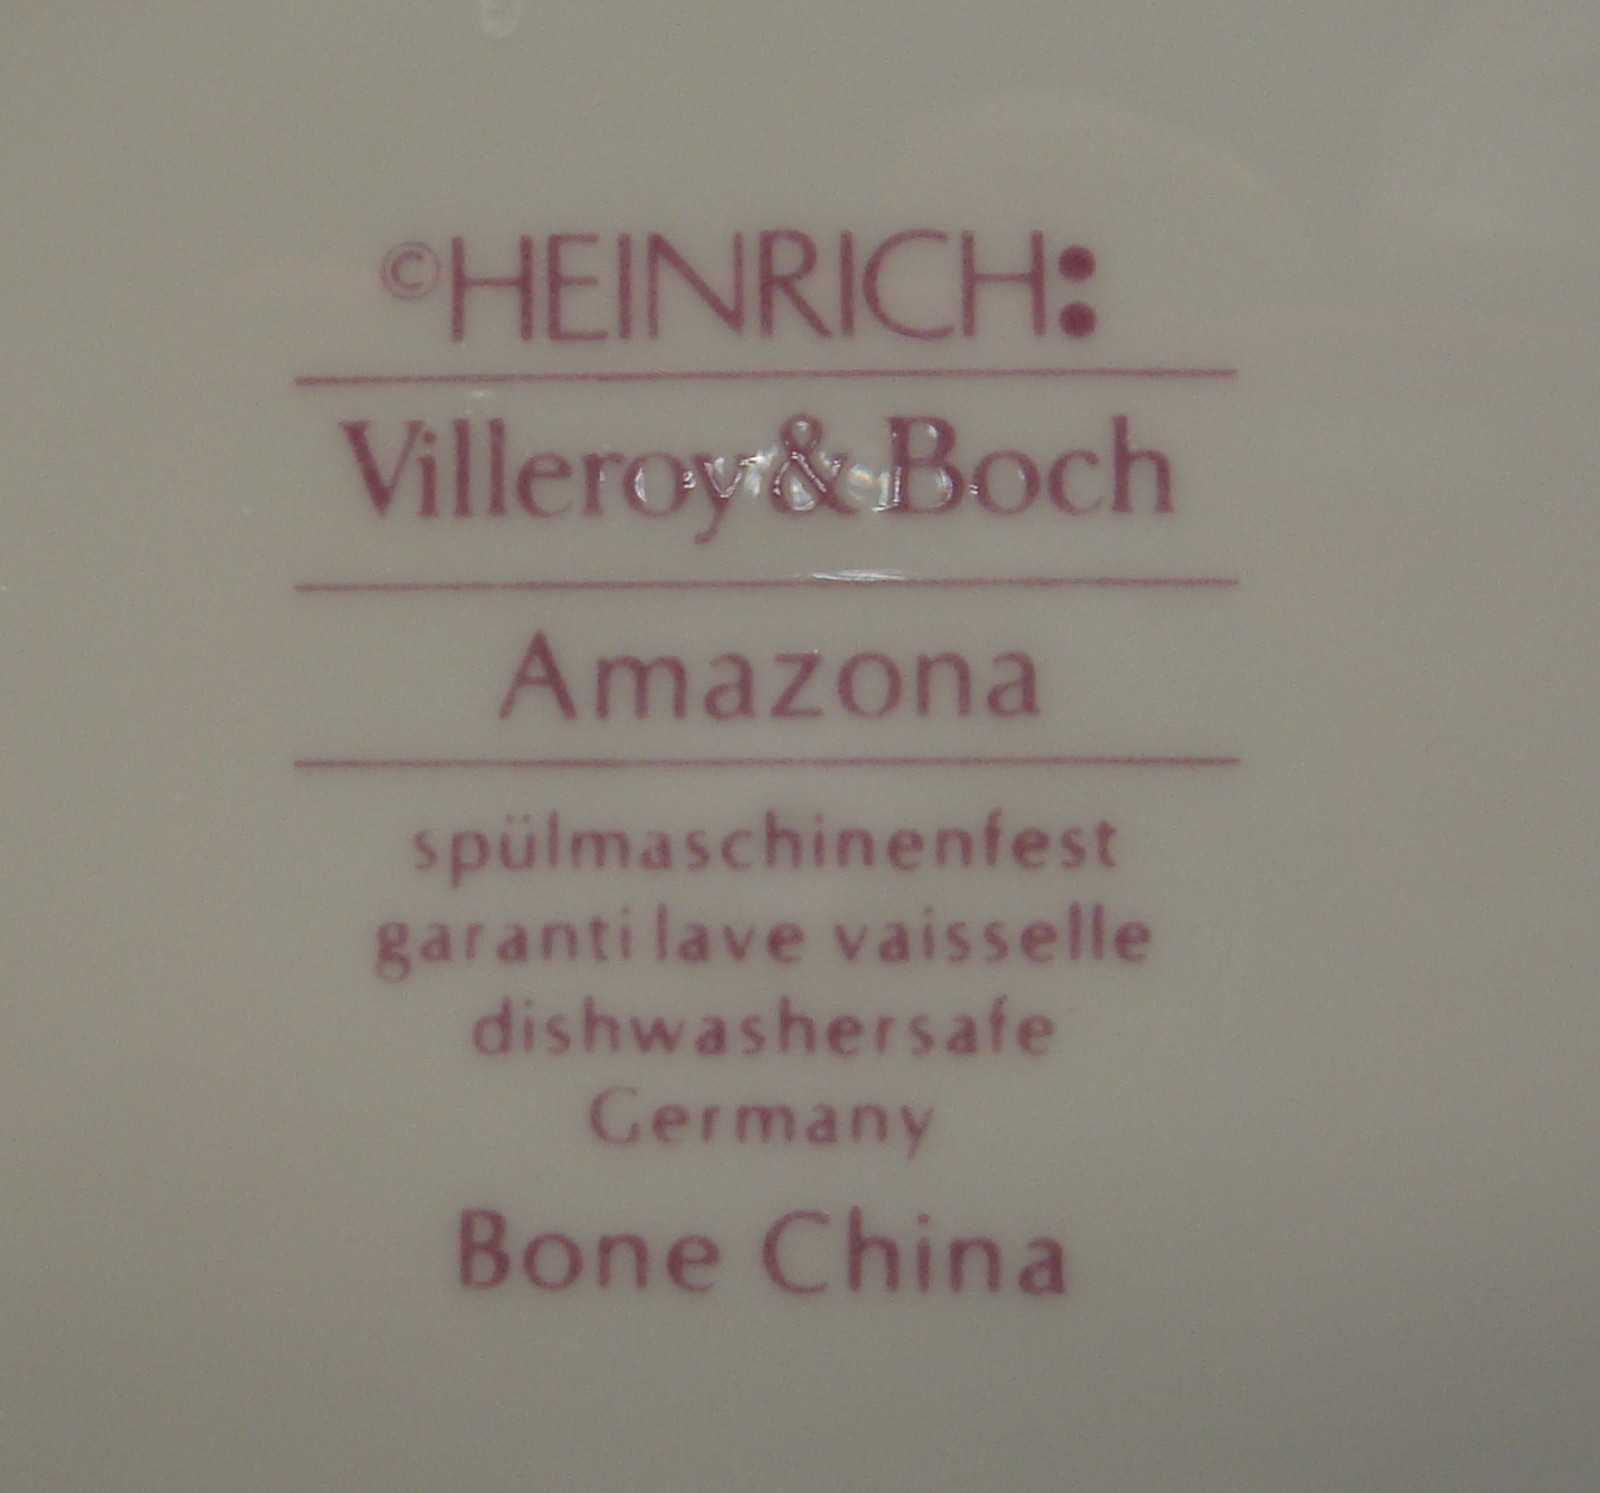 ©HEINRICH:
Villeroy & Boch
Amazona
spülmaschinenfest
garanti lave vaisselle
dishwashersafe
Germany
Bone China